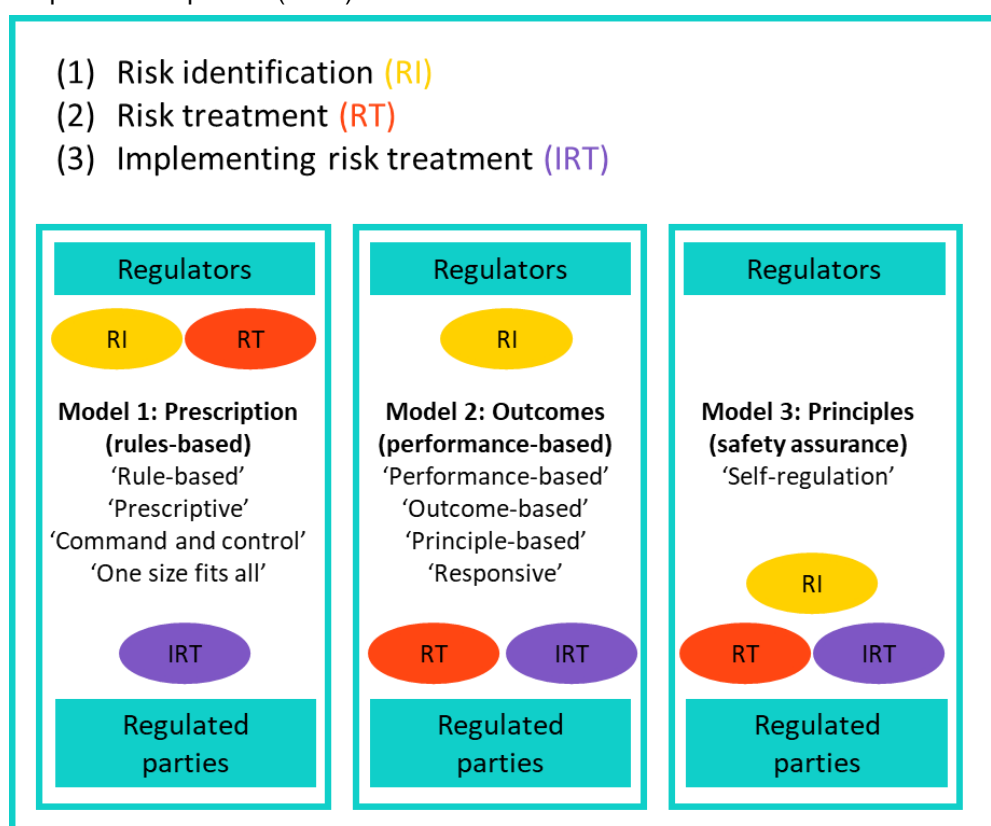 (1) Risk identification (RI)
(2) Risk treatment (RT)
(3) Implementing risk treatment (IRT)
Regulators
RI
RT
Model 1: Prescription
(rules-based)
‘Rule-based’
‘Prescriptive’
‘Command and control’
‘One size fits all’
IRT
Regulated
parties
Regulators
RI
Model 2: Outcomes
(performance-based)
‘Performance-based’
‘Outcome-based’
‘Principle-based’
‘Responsive’
RT
IRT
Regulated
parties
Regulators
Model 3: Principles
(safety assurance)
‘Self-regulation’
RI
RT
IRT
Regulated
parties